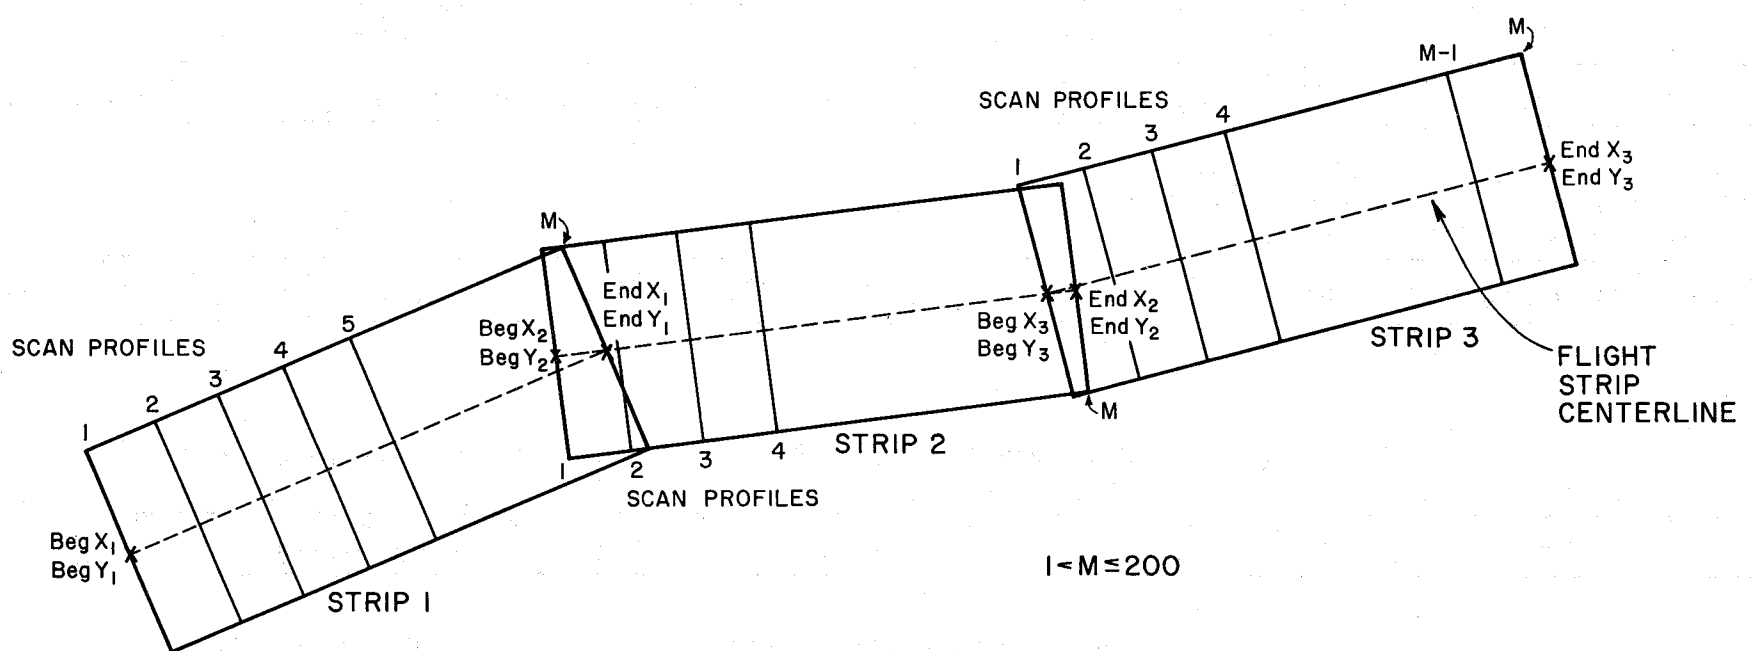 SCAN PROFILES
1
2
3
4
5
M
Beg X1
Beg Y1
End X1
End Y1
STRIP 1
Beg X2
Beg Y2
1
2
3
4
SCAN PROFILES
STRIP 2
End X2
End Y2
M
SCAN PROFILES
1
2
3
4
M-1
M
Beg X3
Beg Y3
End X3
End Y3
STRIP 3
FLIGHT
STRIP
CENTERLINE
1<M≤200